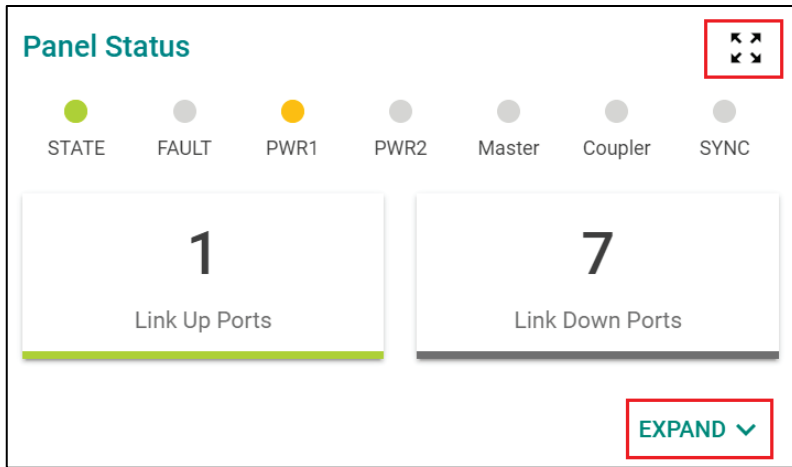 Panel Status
STATE FAULT PWR1 PWR2 Master Coupler SYNC
1 7
Link Up Ports Link Down Ports
EXPAND